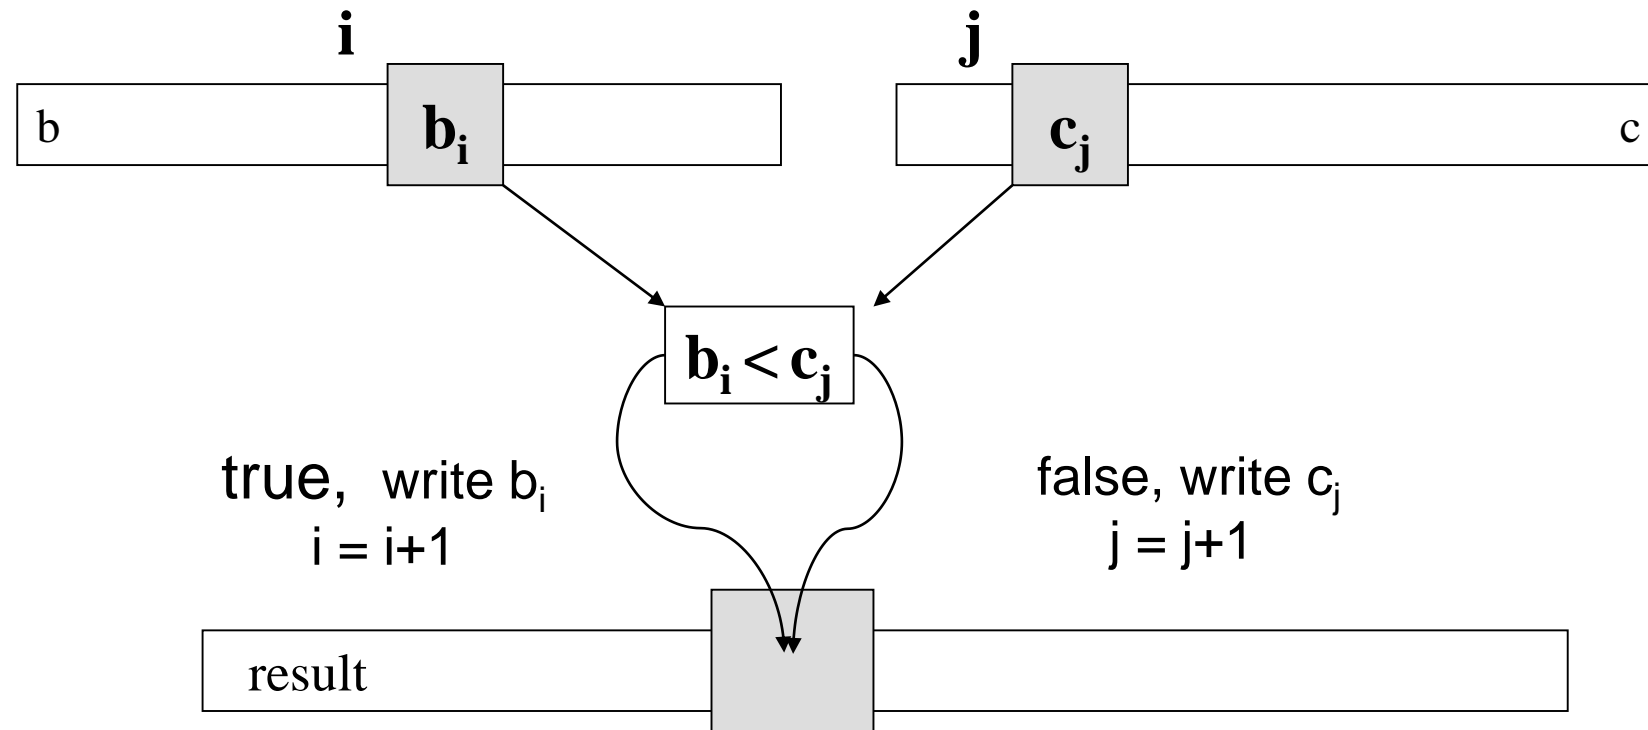 i
j
b
bᵢ
cⱼ
c
bᵢ < cⱼ
true, write bᵢ
i = i+1
false, write cⱼ
j = j+1
result